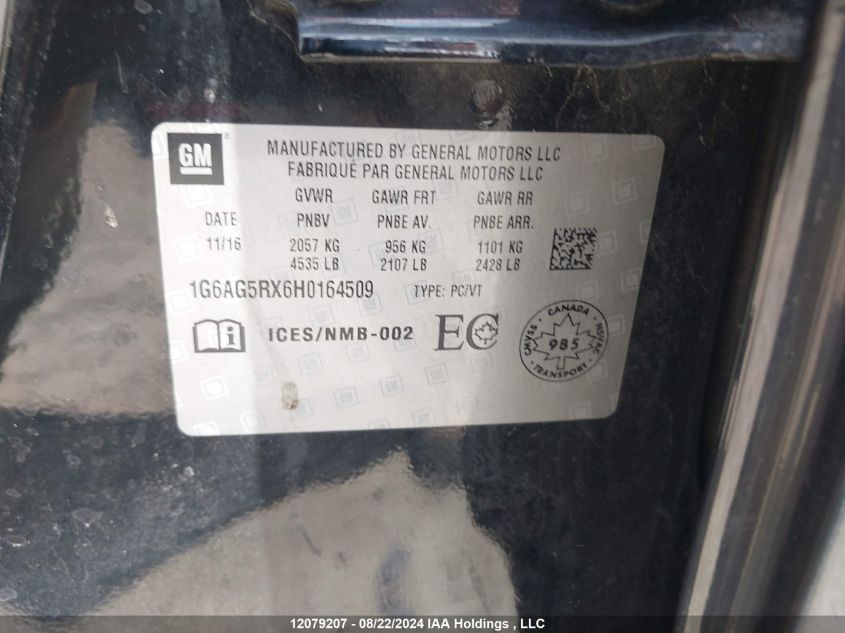 GM
MANUFACTURED BY GENERAL MOTORS LLC
FABRIQUÉ PAR GENERAL MOTORS LLC
GVWR GAWR FRT GAWR RR
DATE PNBV PNBE AV. PNBE ARR.
11/16 2057 KG 956 KG 1101 KG
4535 LB 2107 LB 2428 LB
1G6AG5RX6H0164509 TYPE: PC/VT
i ICES/NMB-002 EC
CANADA
CMVSS 985 NSVAC
TRANSPORT
12079207 - 08/22/2024 IAA Holdings , LLC